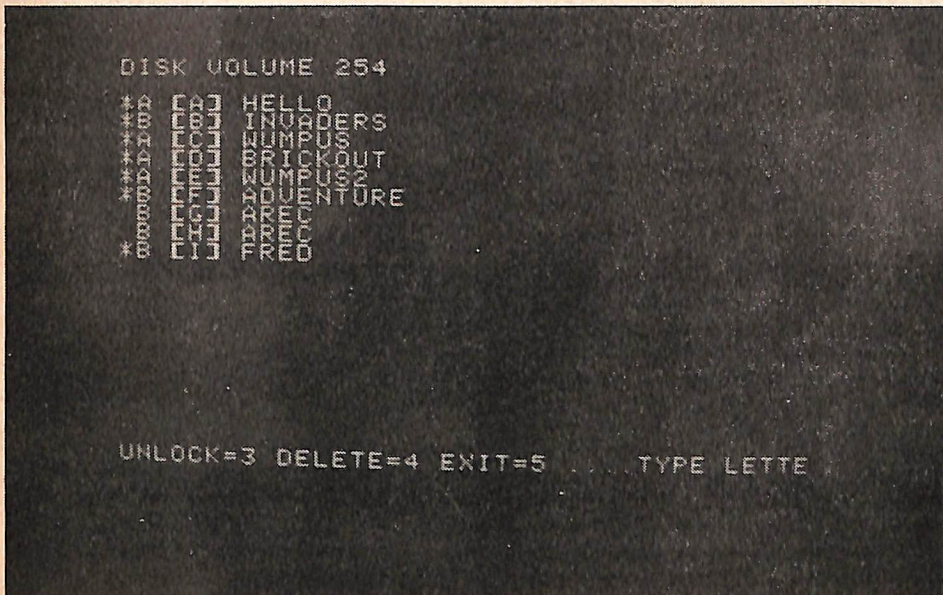 DISK VOLUME 254
*A [A] HELLO
*B [B] INVADERS
*A [C] WUMPUS
*A [D] BRICKOUT
*A [E] WUMPUS2
*B [F] ADVENTURE
B [G] AREC
B [H] AREC
*B [I] FRED
UNLOCK=3 DELETE=4 EXIT=5 ..... TYPE LETTE